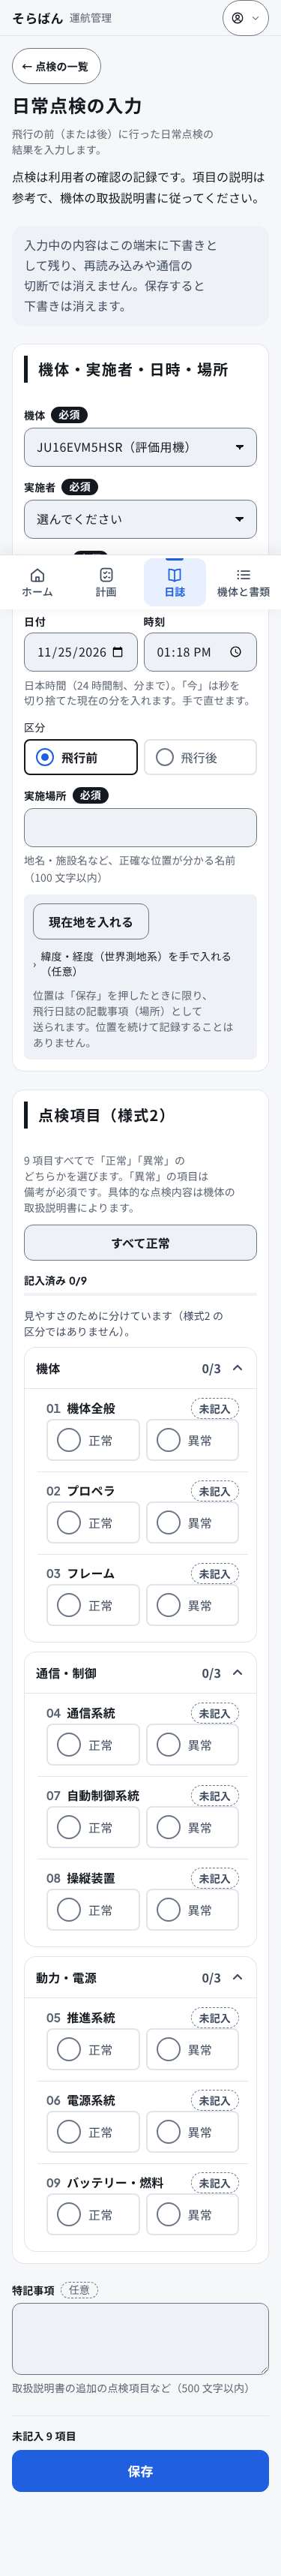 そらばん 運航管理
← 点検の一覧
日常点検の入力
飛行の前（または後）に行った日常点検の
結果を入力します。
点検は利用者の確認の記録です。項目の説明は
参考で、機体の取扱説明書に従ってください。
入力中の内容はこの端末に下書きと
して残り、再読み込みや通信の
切断では消えません。保存すると
下書きは消えます。
機体・実施者・日時・場所
機体 必須
JU16EVM5HSR（評価用機）
実施者 必須
選んでください
ホーム 計画 日誌 機体と書類
日付 時刻
11/25/2026 01:18 PM
日本時間（24 時間制、分まで）。「今」は秒を
切り捨てた現在の分を入れます。手で直せます。
区分
飛行前 飛行後
実施場所 必須
地名・施設名など、正確な位置が分かる名前
（100 文字以内）
現在地を入れる
› 緯度・経度（世界測地系）を手で入れる
（任意）
位置は「保存」を押したときに限り、
飛行日誌の記載事項（場所）として
送られます。位置を続けて記録することは
ありません。
点検項目（様式2）
9 項目すべてで「正常」「異常」の
どちらかを選びます。「異常」の項目は
備考が必須です。具体的な点検内容は機体の
取扱説明書によります。
すべて正常
記入済み 0/9
見やすさのために分けています（様式2 の
区分ではありません）。
機体 0/3
01 機体全般 未記入
正常 異常
02 プロペラ 未記入
正常 異常
03 フレーム 未記入
正常 異常
通信・制御 0/3
04 通信系統 未記入
正常 異常
07 自動制御系統 未記入
正常 異常
08 操縦装置 未記入
正常 異常
動力・電源 0/3
05 推進系統 未記入
正常 異常
06 電源系統 未記入
正常 異常
09 バッテリー・燃料 未記入
正常 異常
特記事項 任意
取扱説明書の追加の点検項目など（500 文字以内）
未記入 9 項目
保存